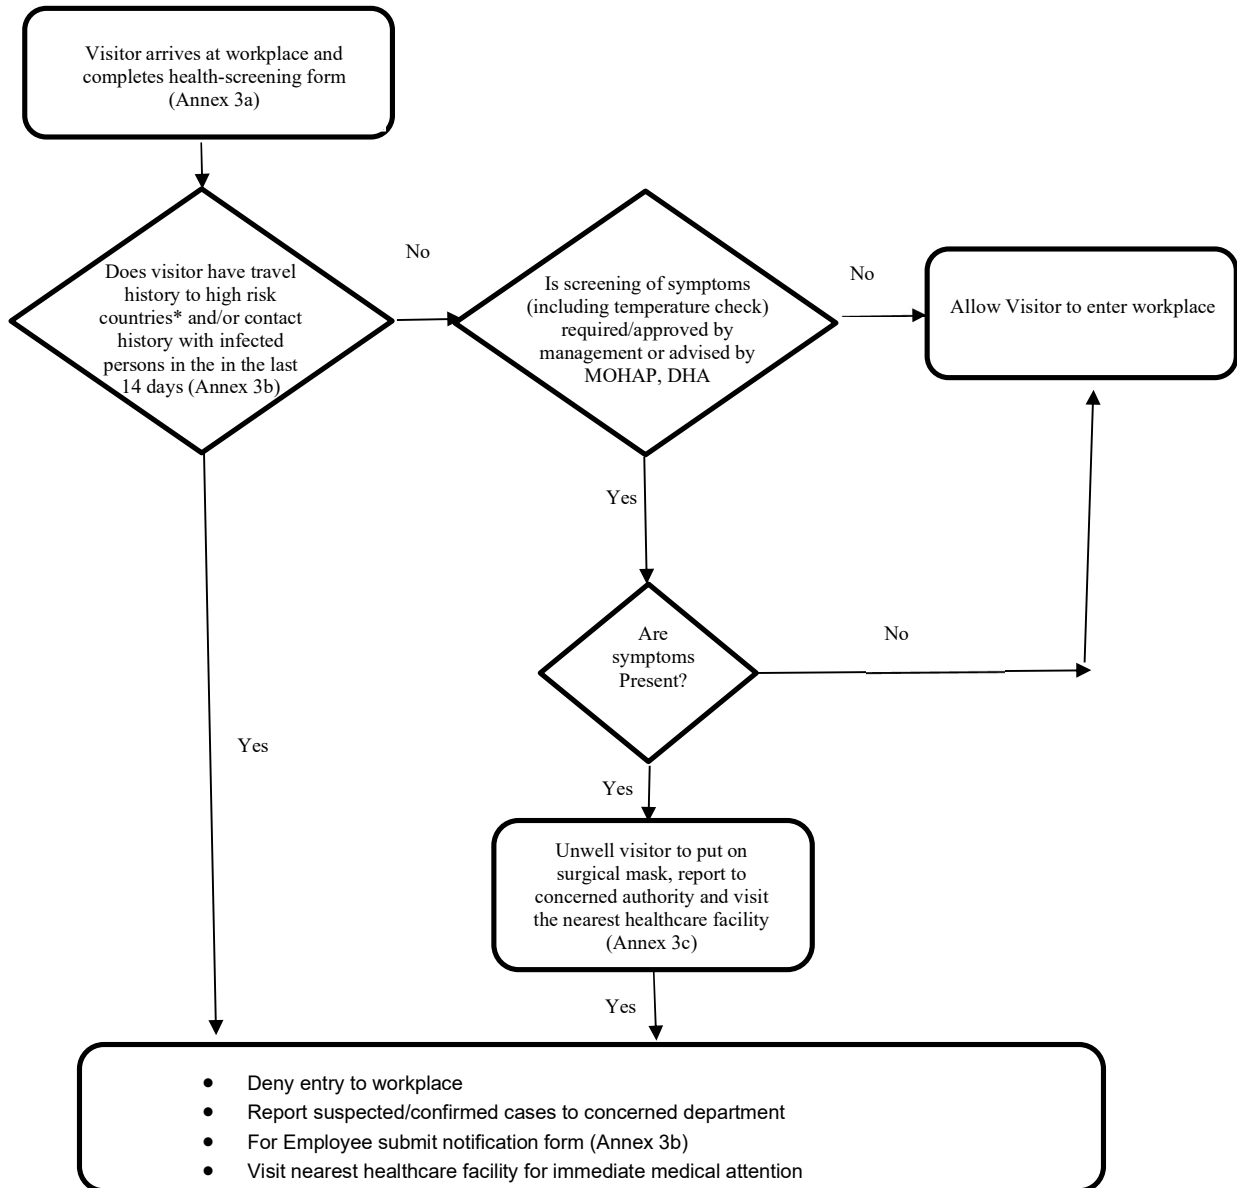 Visitor arrives at workplace and
completes health-screening form
(Annex 3a)
Does visitor have travel
history to high risk
countries* and/or contact
history with infected
persons in the in the last
14 days (Annex 3b)
No
Is screening of symptoms
(including temperature check)
required/approved by
management or advised by
MOHAP, DHA
No
Allow Visitor to enter workplace
Yes
Are
symptoms
Present?
No
Yes
Yes
Unwell visitor to put on
surgical mask, report to
concerned authority and visit
the nearest healthcare facility
(Annex 3c)
Yes
● Deny entry to workplace
● Report suspected/confirmed cases to concerned department
● For Employee submit notification form (Annex 3b)
● Visit nearest healthcare facility for immediate medical attention